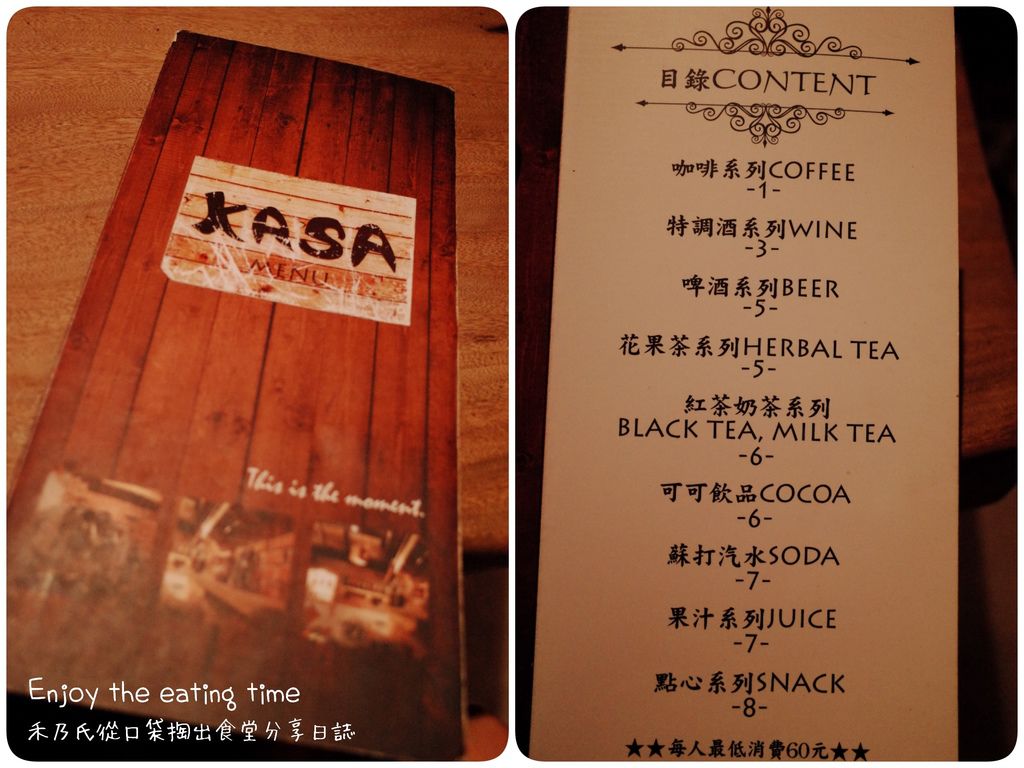 KASA
MENU
This is the moment.
Enjoy the eating time
禾乃氏從口袋掏出食堂分享日誌
目錄CONTENT
咖啡系列COFFEE
-1-
特調酒系列WINE
-3-
啤酒系列BEER
-5-
花果茶系列HERBAL TEA
-5-
紅茶奶茶系列
BLACK TEA, MILK TEA
-6-
可可飲品COCOA
-6-
蘇打汽水SODA
-7-
果汁系列JUICE
-7-
點心系列SNACK
-8-
★★每人最低消費60元★★